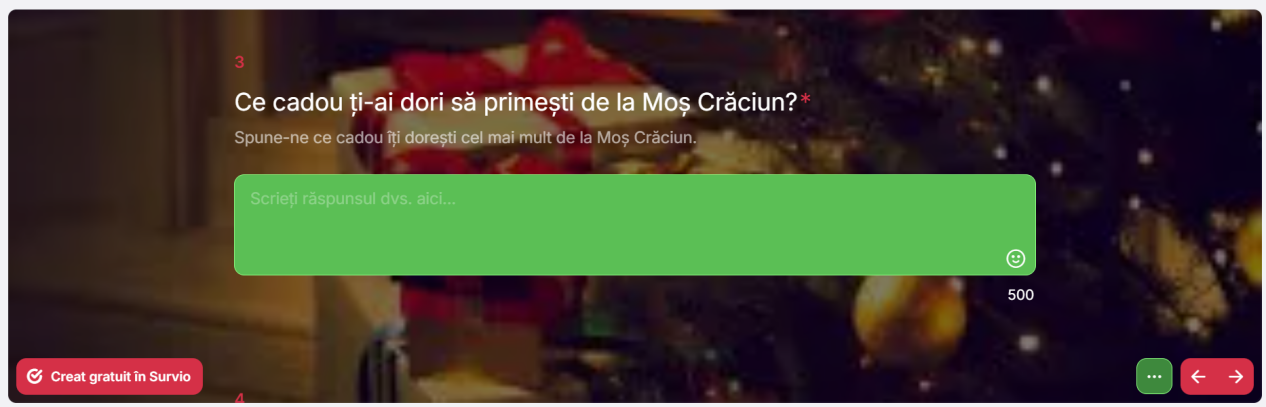 3
Ce cadou ți-ai dori să primești de la Moș Crăciun?*
Spune-ne ce cadou îți dorești cel mai mult de la Moș Crăciun.
Scrieți răspunsul dvs. aici...
500
Creat gratuit în Survio
4